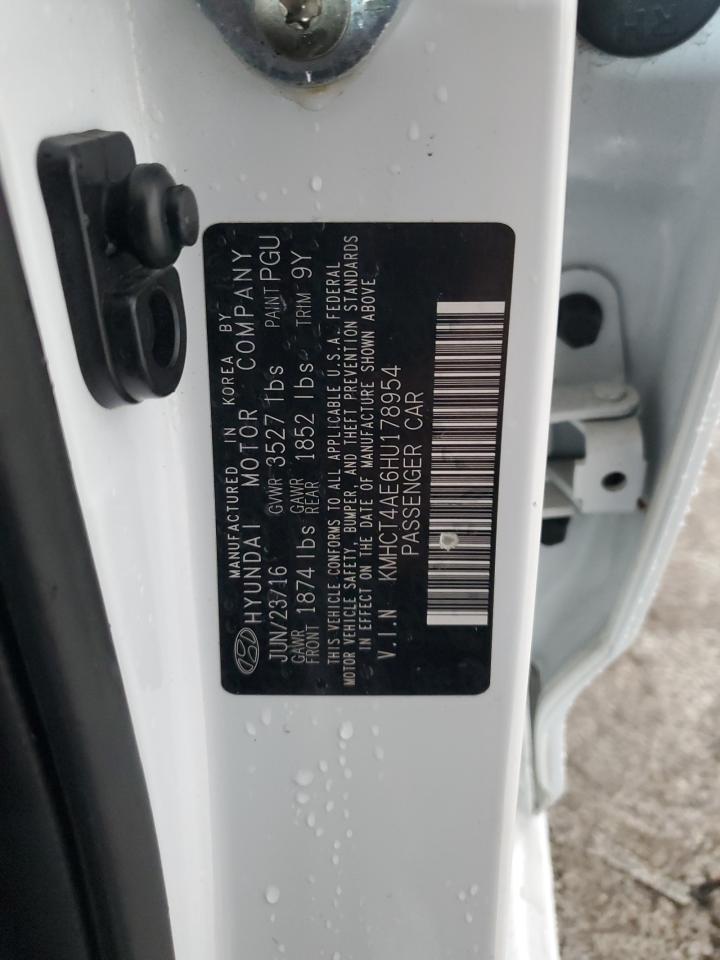 MANUFACTURED IN KOREA BY
HYUNDAI MOTOR COMPANY
JUN/23/16 GVWR 3527 lbs PAINT PGU
GAWR FRONT 1874 lbs GAWR REAR 1852 lbs TRIM 9Y
THIS VEHICLE CONFORMS TO ALL APPLICABLE U.S.A. FEDERAL
MOTOR VEHICLE SAFETY, BUMPER, AND THEFT PREVENTION STANDARDS
IN EFFECT ON THE DATE OF MANUFACTURE SHOWN ABOVE
V.I.N KMHCT4AE6HU178954
PASSENGER CAR